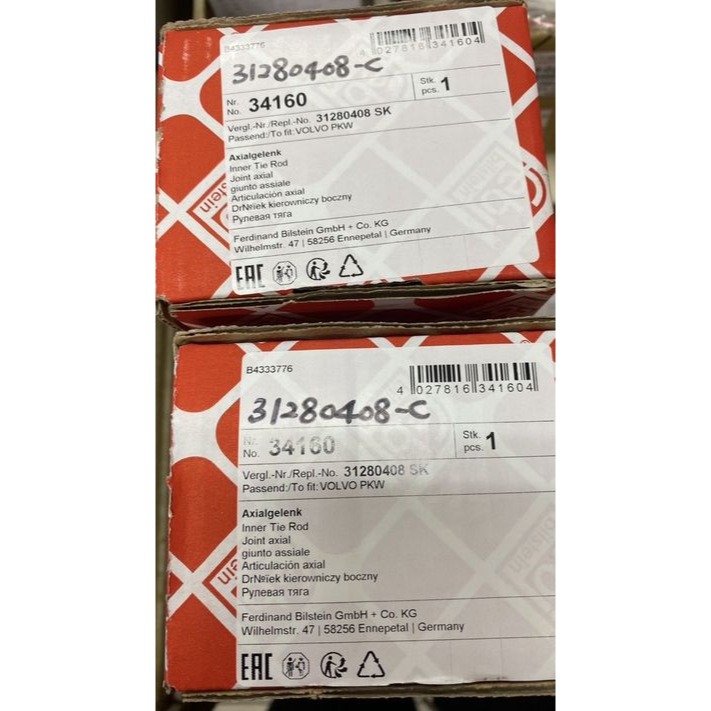 B4333776
4 027816 341604
31280408-C
Nr.
No. 34160
Stk.
pcs. 1
Vergl.-Nr./Repl.-No. 31280408 SK
Passend:/To fit: VOLVO PKW
Axialgelenk
Inner Tie Rod
Joint axial
giunto assiale
Articulación axial
DrN№iek kierowniczy boczny
Рулевая тяга
Ferdinand Bilstein GmbH + Co. KG
Wilhelmstr. 47 | 58256 Ennepetal | Germany
EAC
bilstein
B4333776
4 027816 341604
31280408-C
Nr.
No. 34160
Stk.
pcs. 1
Vergl.-Nr./Repl.-No. 31280408 SK
Passend:/To fit: VOLVO PKW
Axialgelenk
Inner Tie Rod
Joint axial
giunto assiale
Articulación axial
DrN№iek kierowniczy boczny
Рулевая тяга
Ferdinand Bilstein GmbH + Co. KG
Wilhelmstr. 47 | 58256 Ennepetal | Germany
EAC
bilstein